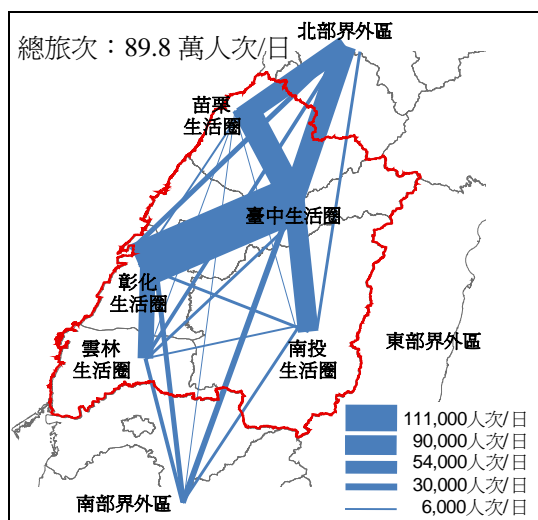 總旅次：89.8 萬人次/日
北部界外區
苗栗
生活圈
臺中生活圈
彰化
生活圈
雲林
生活圈
南投
生活圈
東部界外區
南部界外區
111,000人次/日
90,000人次/日
54,000人次/日
30,000人次/日
6,000人次/日